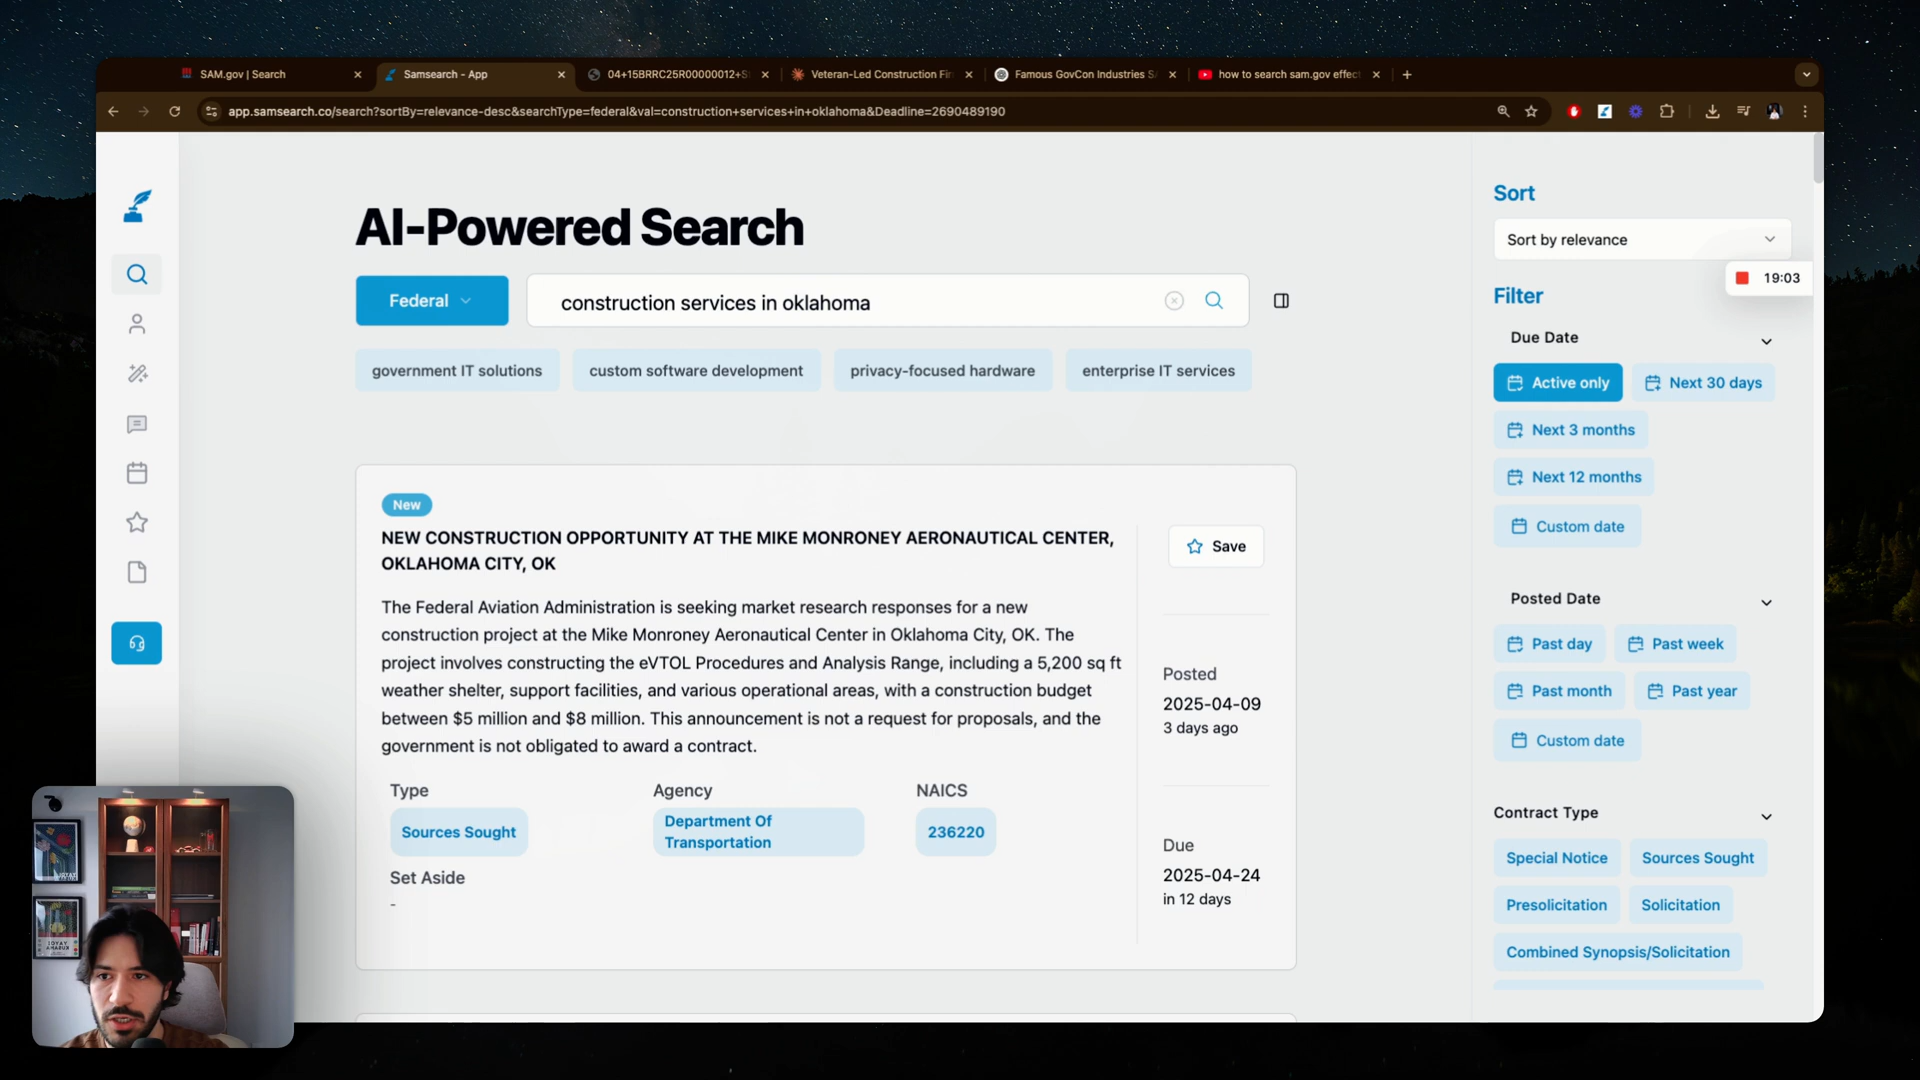 SAM.gov | Search
Samsearch - App
04+15BRRC25R00000012+S
Veteran-Led Construction Fir
Famous GovCon Industries S
how to search sam.gov effect
app.samsearch.co/search?sortBy=relevance-desc&searchType=federal&val=construction+services+in+oklahoma&Deadline=2690489190
AI-Powered Search
Federal
construction services in oklahoma
government IT solutions
custom software development
privacy-focused hardware
enterprise IT services
New
NEW CONSTRUCTION OPPORTUNITY AT THE MIKE MONRONEY AERONAUTICAL CENTER,
OKLAHOMA CITY, OK
The Federal Aviation Administration is seeking market research responses for a new
construction project at the Mike Monroney Aeronautical Center in Oklahoma City, OK. The
project involves constructing the eVTOL Procedures and Analysis Range, including a 5,200 sq ft
weather shelter, support facilities, and various operational areas, with a construction budget
between $5 million and $8 million. This announcement is not a request for proposals, and the
government is not obligated to award a contract.
Type
Sources Sought
Agency
Department Of
Transportation
NAICS
236220
Set Aside
-
Save
Posted
2025-04-09
3 days ago
Due
2025-04-24
in 12 days
Sort
Sort by relevance
19:03
Filter
Due Date
Active only
Next 30 days
Next 3 months
Next 12 months
Custom date
Posted Date
Past day
Past week
Past month
Past year
Custom date
Contract Type
Special Notice
Sources Sought
Presolicitation
Solicitation
Combined Synopsis/Solicitation